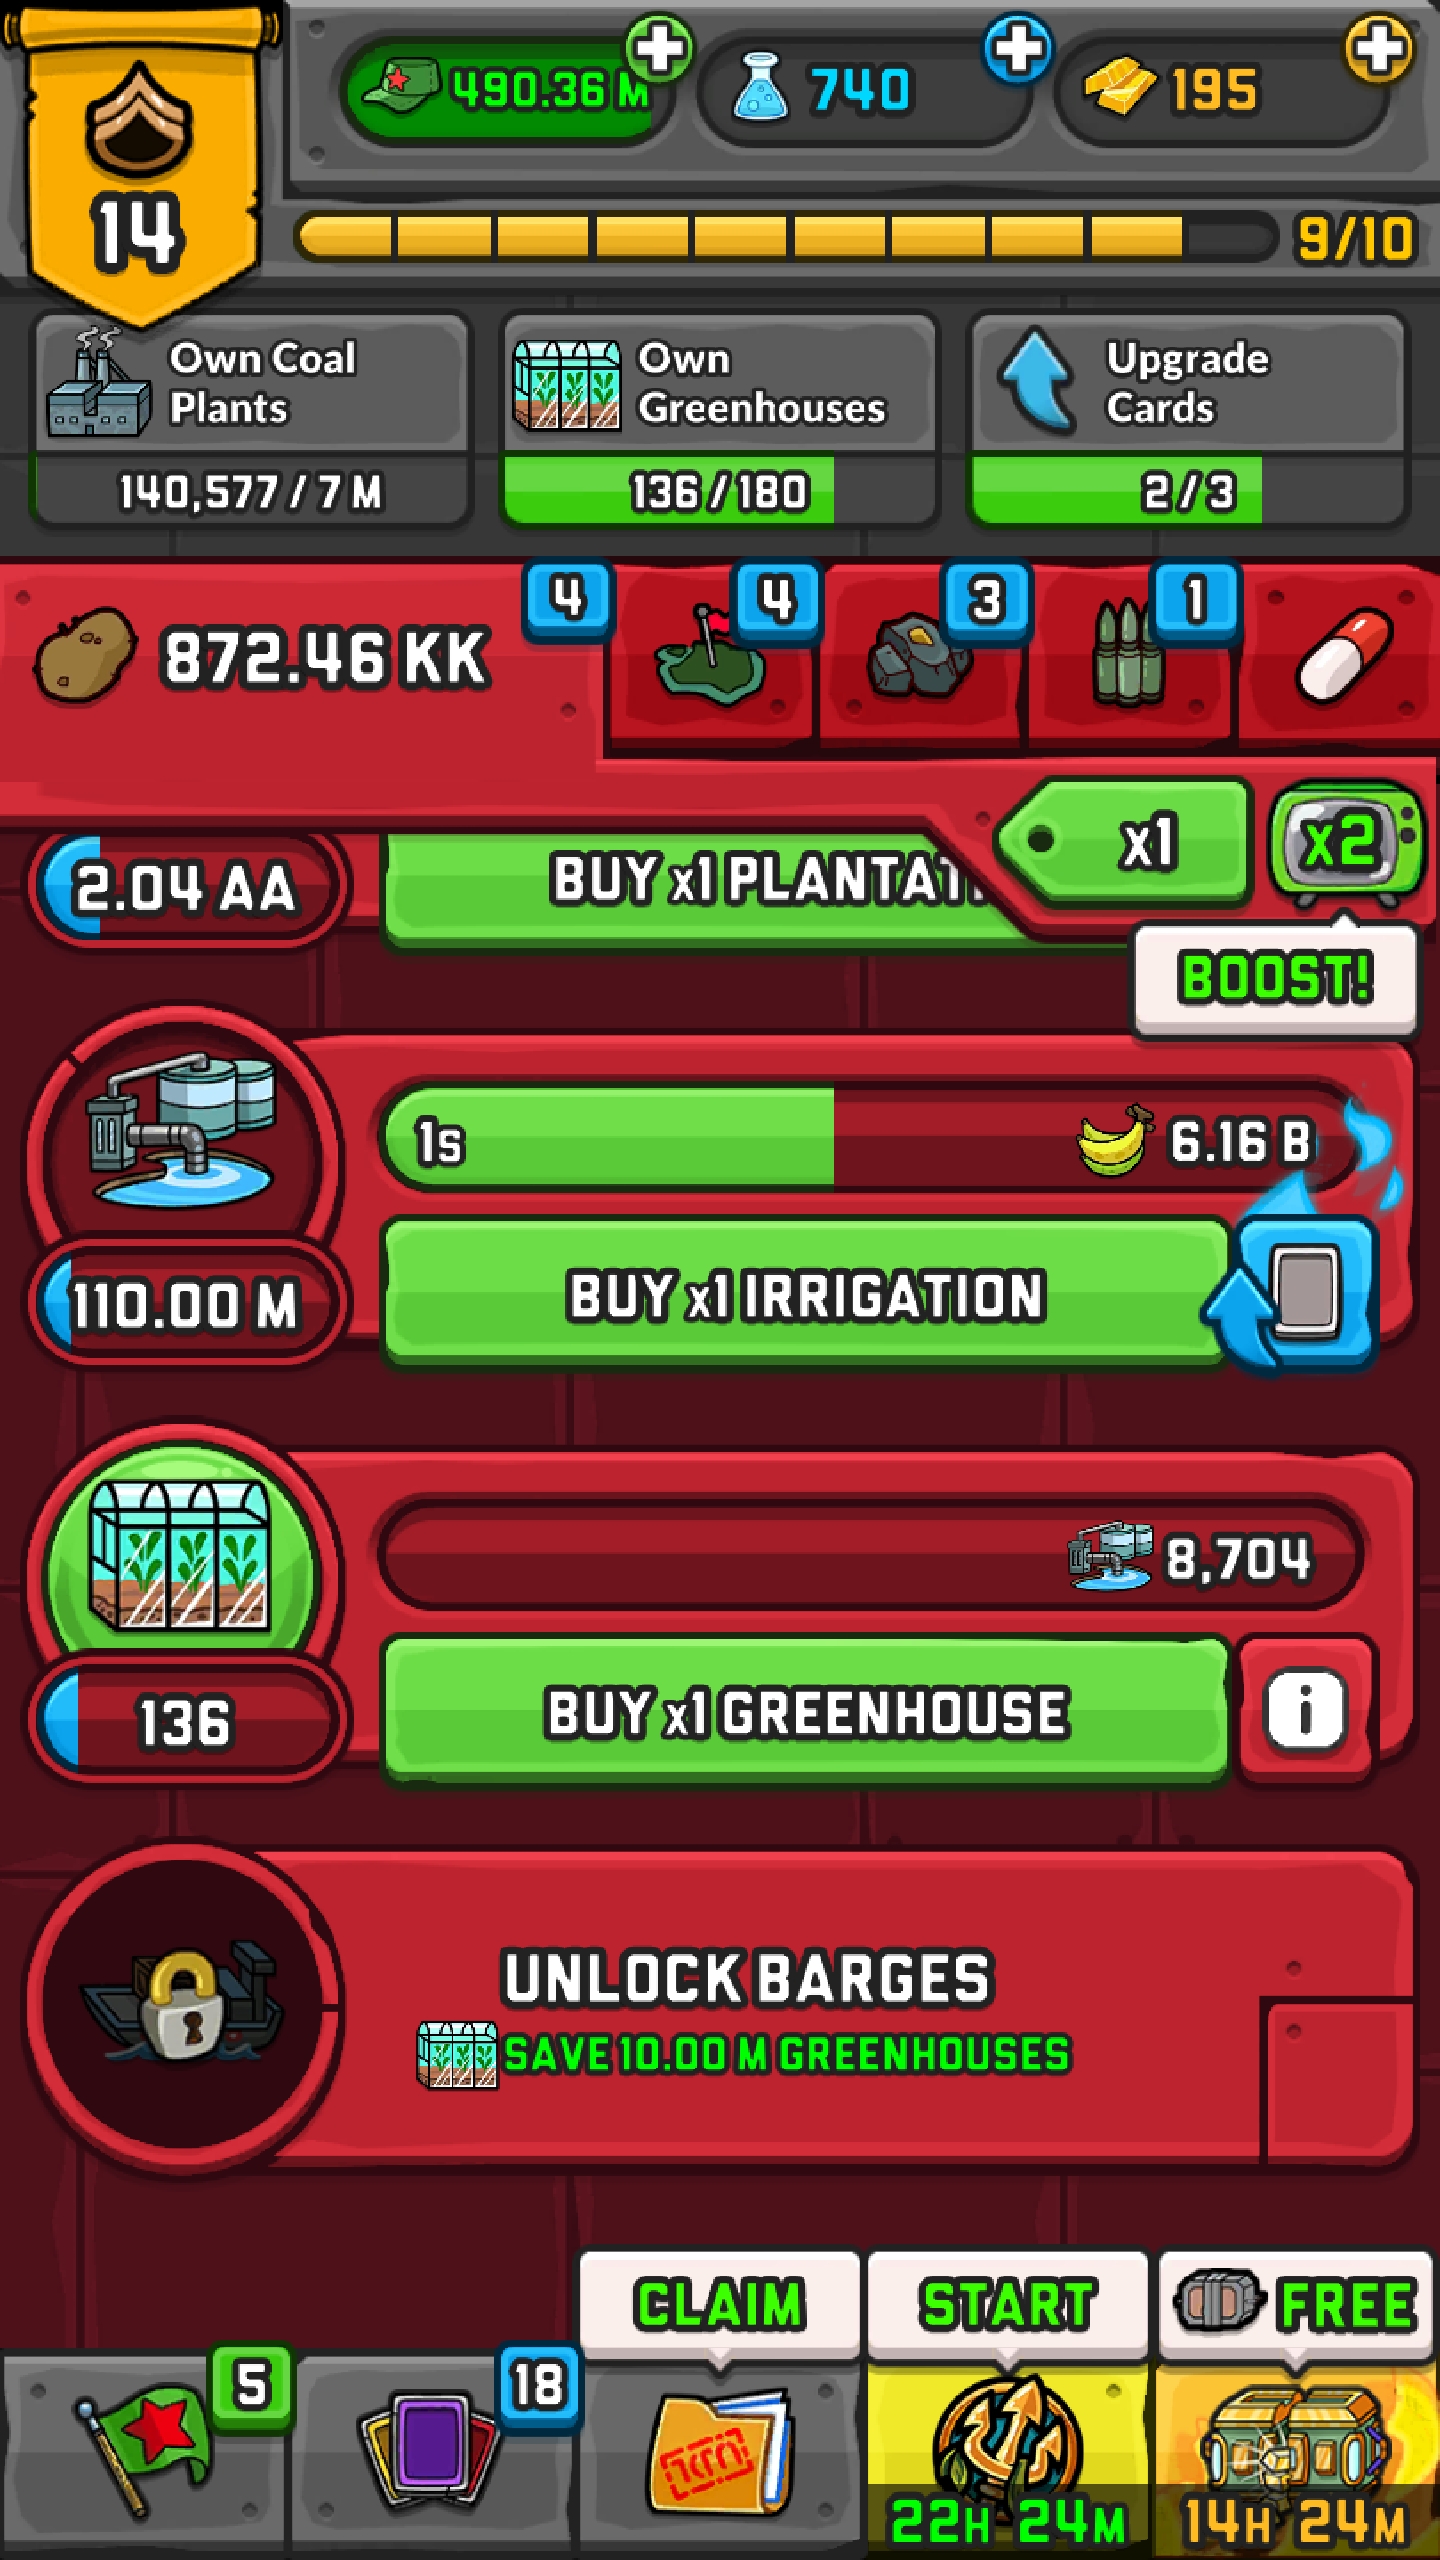 490.36 M
740
195
14
9/10
Own Coal
Plants
140,577 / 7 M
Own
Greenhouses
136 / 180
Upgrade
Cards
2 / 3
872.46 KK
4
4
3
1
x1
x2
BOOST!
2.04 AA
BUY x1 PLANTATI
1s
6.16 B
110.00 M
BUY x1 IRRIGATION
8,704
136
BUY x1 GREENHOUSE
i
UNLOCK BARGES
SAVE 10.00 M GREENHOUSES
CLAIM
START
FREE
5
18
22H 24M
14H 24M